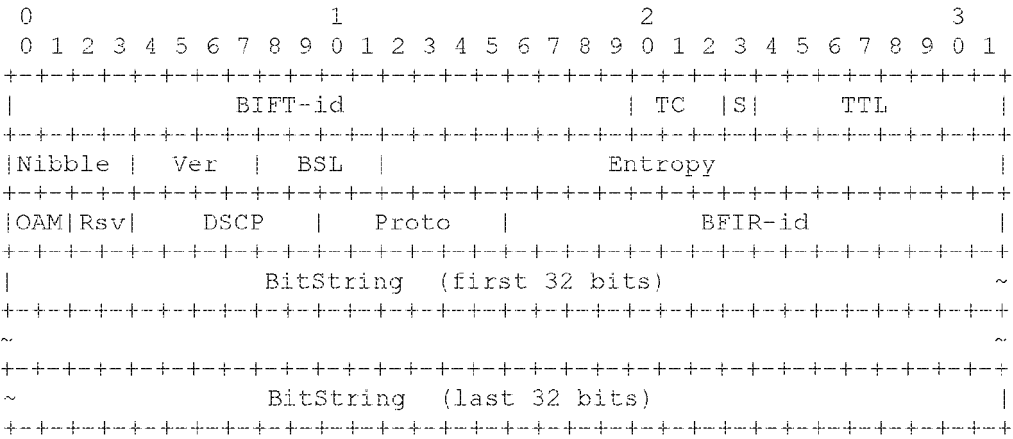 0                   1                   2                   3
 0 1 2 3 4 5 6 7 8 9 0 1 2 3 4 5 6 7 8 9 0 1 2 3 4 5 6 7 8 9 0 1
+-+-+-+-+-+-+-+-+-+-+-+-+-+-+-+-+-+-+-+-+-+-+-+-+-+-+-+-+-+-+-+-+
|              BIFT-id                  | TC  |S|     TTL       |
+-+-+-+-+-+-+-+-+-+-+-+-+-+-+-+-+-+-+-+-+-+-+-+-+-+-+-+-+-+-+-+-+
|Nibble |  Ver  |  BSL  |              Entropy                  |
+-+-+-+-+-+-+-+-+-+-+-+-+-+-+-+-+-+-+-+-+-+-+-+-+-+-+-+-+-+-+-+-+
|OAM|Rsv|    DSCP   |   Proto   |            BFIR-id            |
+-+-+-+-+-+-+-+-+-+-+-+-+-+-+-+-+-+-+-+-+-+-+-+-+-+-+-+-+-+-+-+-+
|                BitString  (first 32 bits)                     ~
+-+-+-+-+-+-+-+-+-+-+-+-+-+-+-+-+-+-+-+-+-+-+-+-+-+-+-+-+-+-+-+-+
~                                                               ~
+-+-+-+-+-+-+-+-+-+-+-+-+-+-+-+-+-+-+-+-+-+-+-+-+-+-+-+-+-+-+-+-+
~                BitString  (last 32 bits)                      |
+-+-+-+-+-+-+-+-+-+-+-+-+-+-+-+-+-+-+-+-+-+-+-+-+-+-+-+-+-+-+-+-+